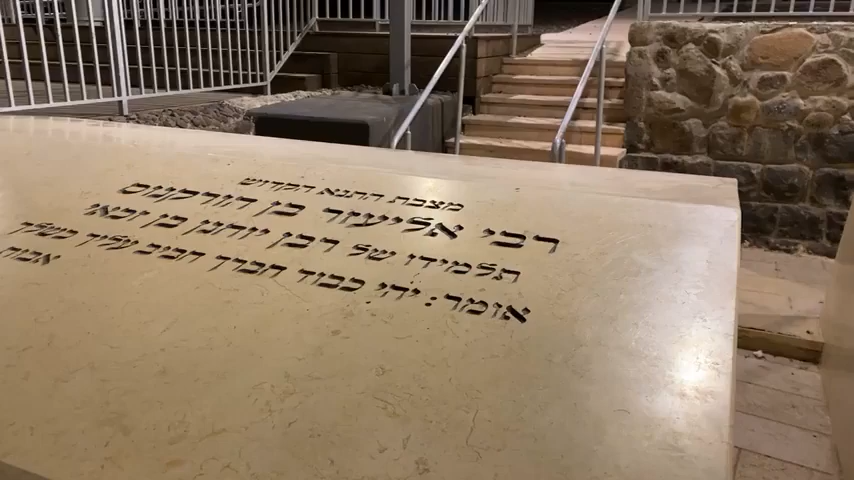 מצבת התנא הקדוש
רבי אליעזר בן הורקנוס
תלמידו של רבן יוחנן בן זכאי
אומר: יהי כבוד חברך חביב עליך כשלך
אבות